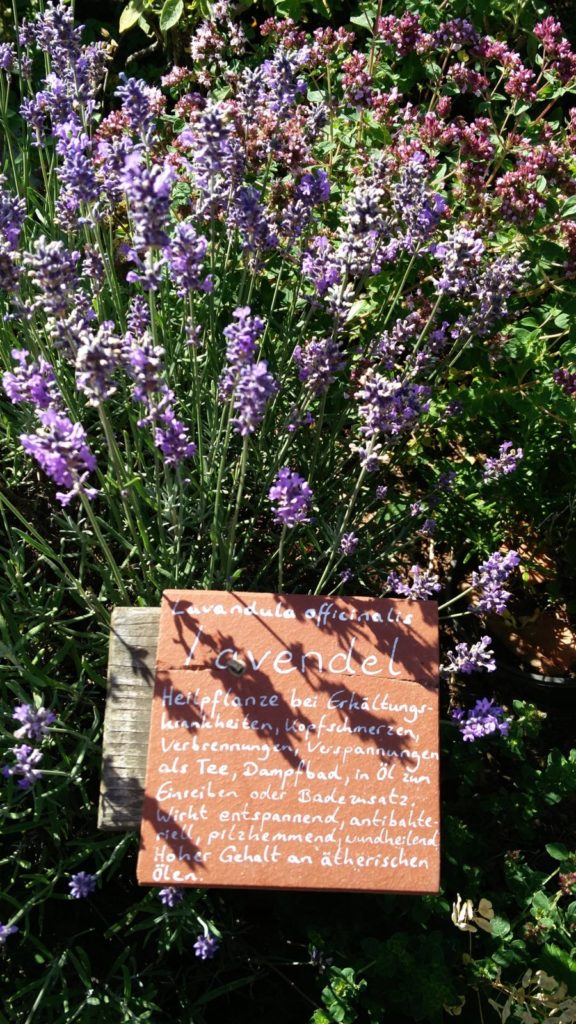 Lavandula officinalis
Lavendel
Heilpflanze bei Erkältungs-
krankheiten, Kopfschmerzen,
Verbrennungen, Verspannungen
als Tee, Dampfbad, in Öl zum
Einreiben oder Badezusatz.
Wirkt entspannend, antibakte-
riell, pilzhemmend, wundheilend
Hoher Gehalt an ätherischen
Ölen.